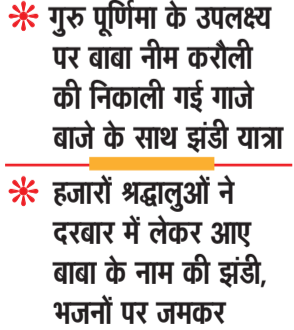 गुरु पूर्णिमा के उपलक्ष्य
पर बाबा नीम करौली
की निकाली गई गाजे
बाजे के साथ झंडी यात्रा
हजारों श्रद्धालुओं ने
दरबार में लेकर आए
बाबा के नाम की झंडी,
भजनों पर जमकर